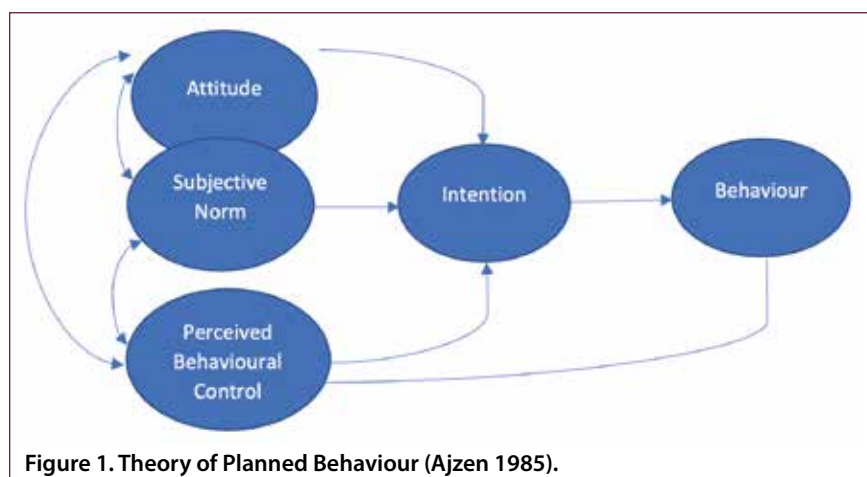 Attitude
Subjective
Norm
Perceived
Behavioural
Control
Intention
Behaviour
Figure 1. Theory of Planned Behaviour (Ajzen 1985).